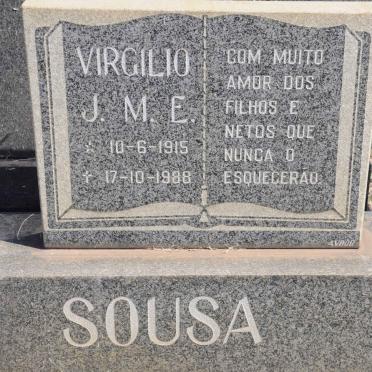 VIRGILIO
J. M. E.
☆ 10-6-1915
✝ 17-10-1988
COM MUITO
AMOR DOS
FILHOS E
NETOS QUE
NUNCA O
ESQUECERÃO.
SOUSA